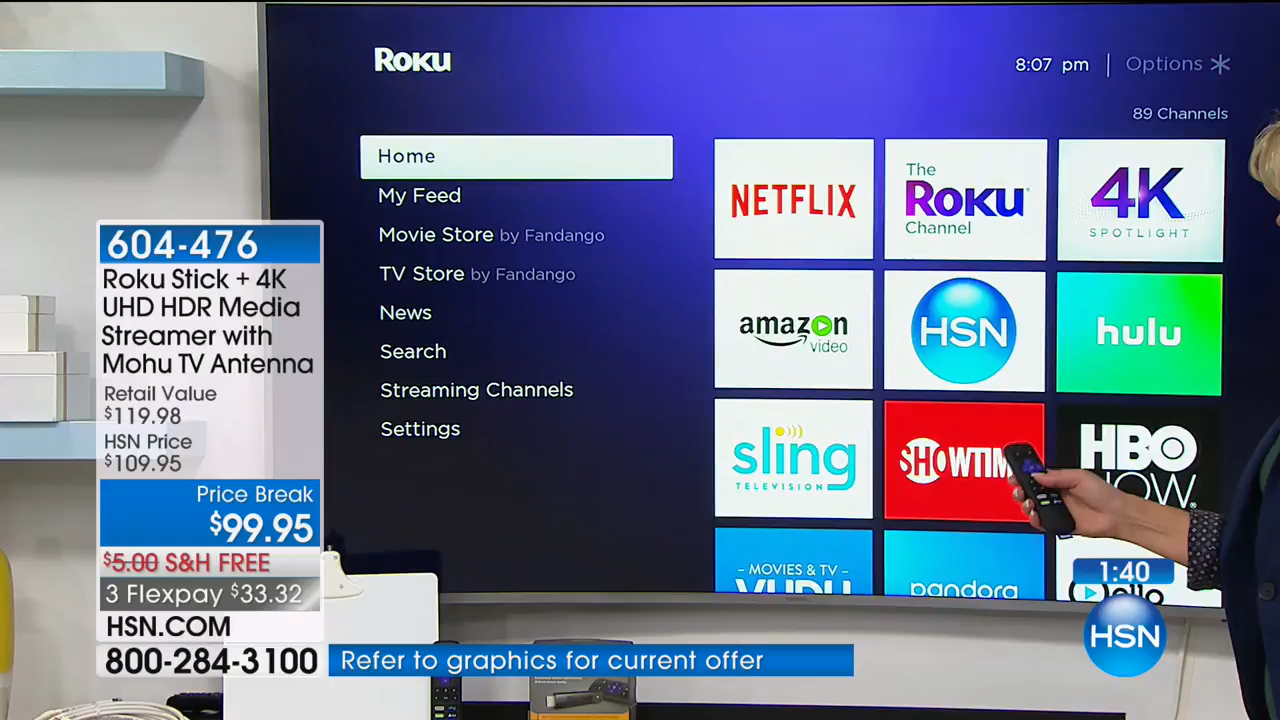 Roku
8:07 pm | Options
89 Channels
Home
My Feed
Movie Store by Fandango
TV Store by Fandango
News
Search
Streaming Channels
Settings
NETFLIX
The
Roku
Channel
4K
SPOTLIGHT
amazon
video
HSN
hulu
sling
TELEVISION
SHOWTIM
HBO
NOW
- MOVIES & TV -
VUDU
pandora
604-476
Roku Stick + 4K
UHD HDR Media
Streamer with
Mohu TV Antenna
Retail Value
$119.98
HSN Price
$109.95
Price Break
$99.95
$5.00 S&H FREE
3 Flexpay $33.32
HSN.COM
800-284-3100
Refer to graphics for current offer
1:40
HSN